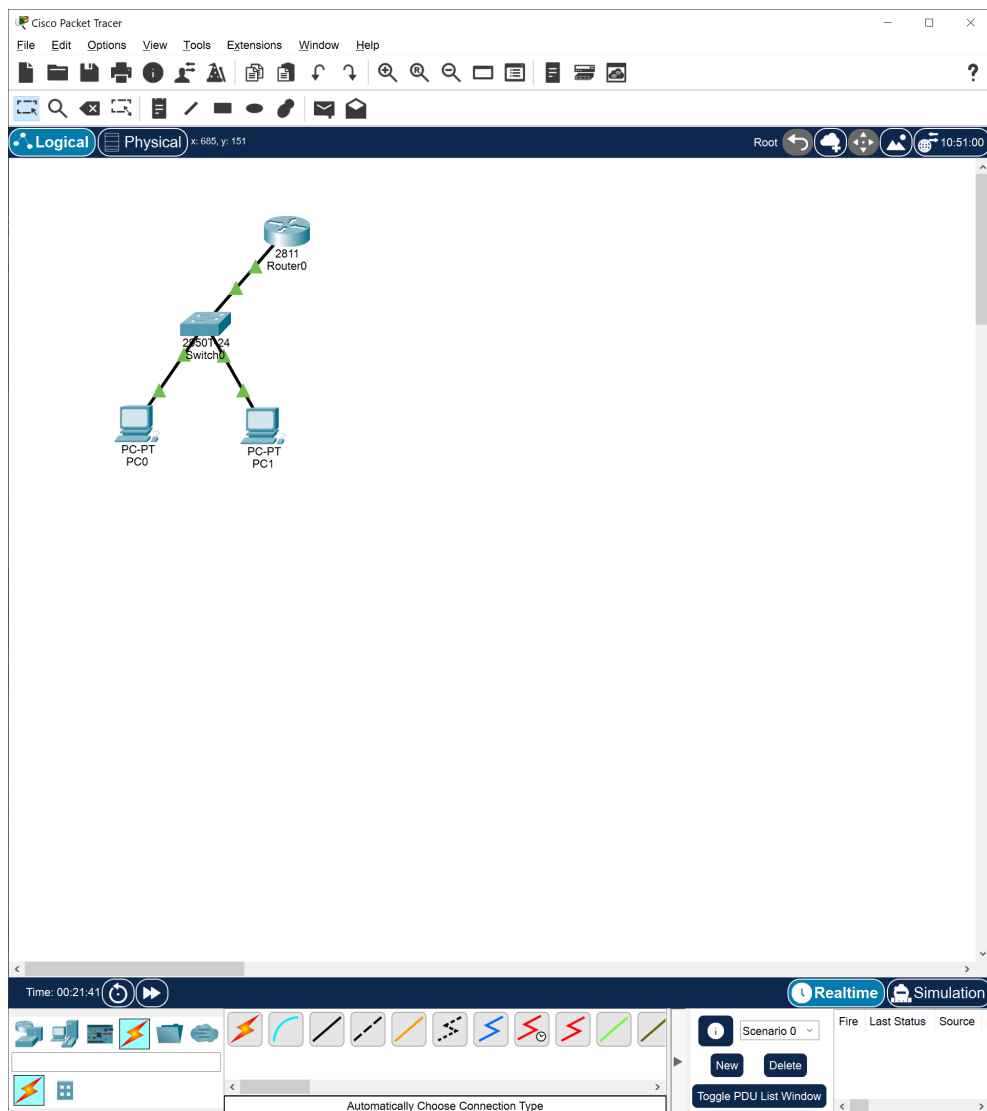 Cisco Packet Tracer
File Edit Options View Tools Extensions Window Help
?
Logical Physical x: 685, y: 151 Root 10:51:00
2811
Router0
2950T-24
Switch0
PC-PT
PC0
PC-PT
PC1
Time: 00:21:41 Realtime Simulation
Scenario 0
Fire Last Status Source
New Delete
Toggle PDU List Window
Automatically Choose Connection Type